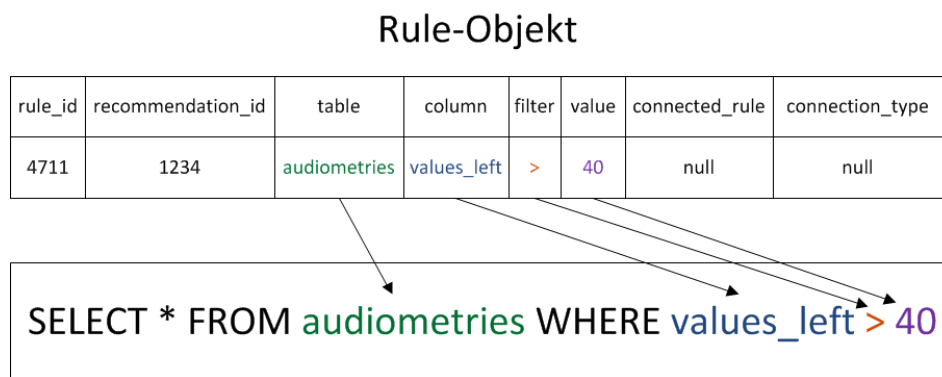 Rule-Objekt
rule_id recommendation_id table column filter value connected_rule connection_type
4711 1234 audiometries values_left > 40 null null
SELECT * FROM audiometries WHERE values_left > 40